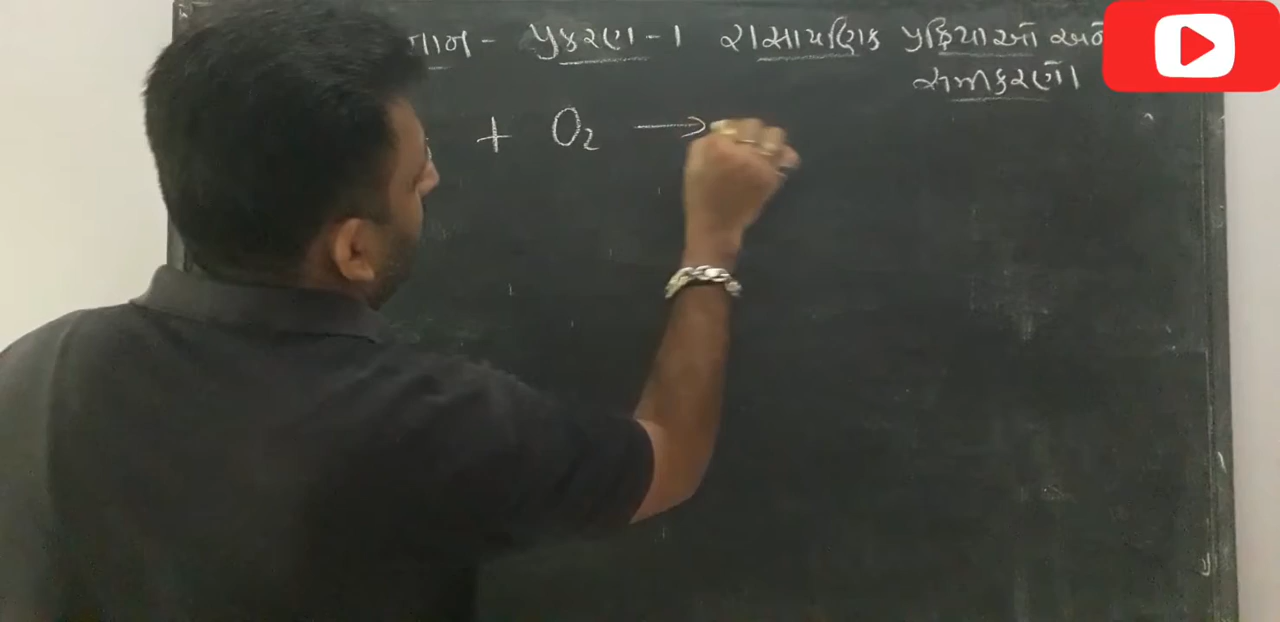 પ્રકરણ - 1 રાસાયણિક પ્રક્રિયાઓ અને
સમીકરણો
+ O₂ →